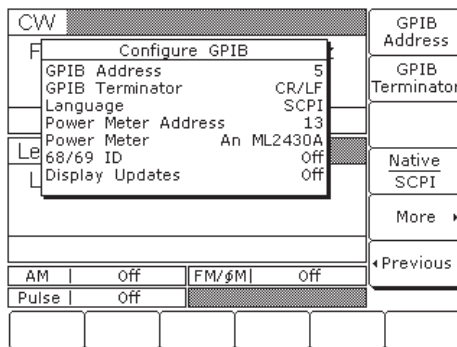 CW
F
Configure GPIB
GPIB Address 5
GPIB Terminator CR/LF
Language SCPI
Power Meter Address 13
Power Meter An ML2430A
68/69 ID Off
Display Updates Off
Le
L
AM | Off FM/ϕM| Off
Pulse | Off
GPIB
Address
GPIB
Terminator
Native
SCPI
More
Previous